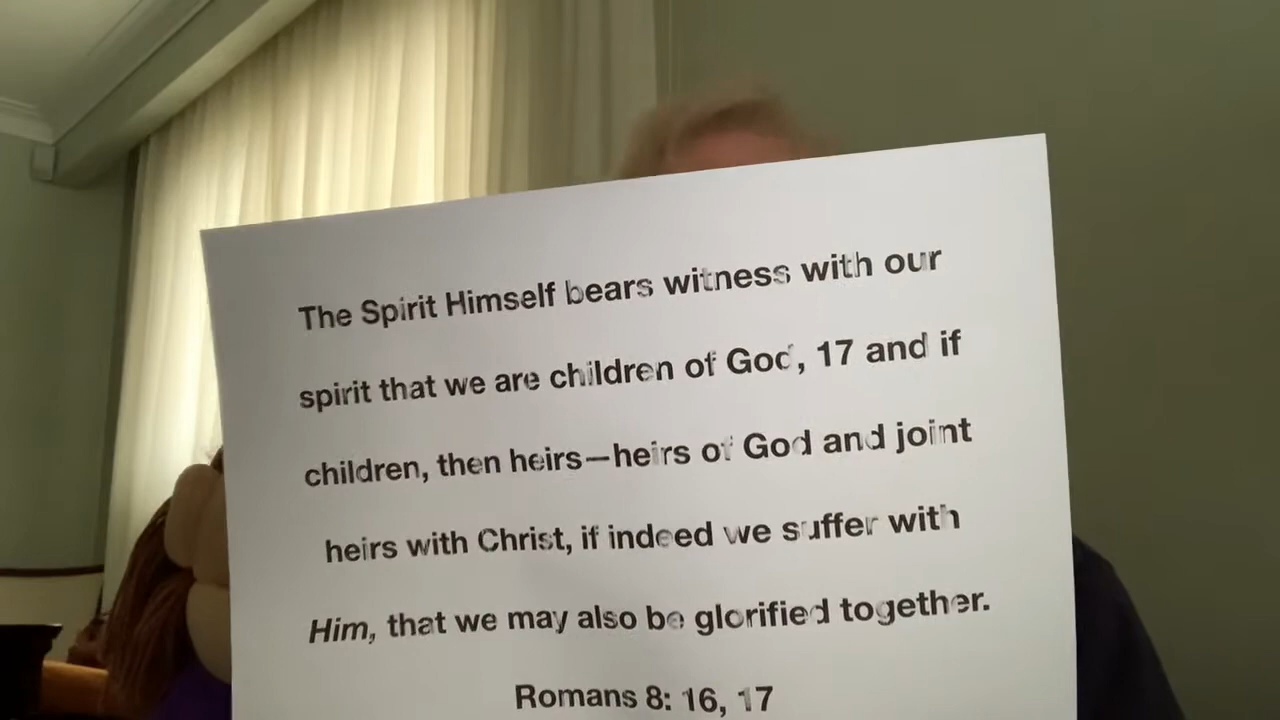 The Spirit Himself bears witness with our
spirit that we are children of God, 17 and if
children, then heirs—heirs of God and joint
heirs with Christ, if indeed we suffer with
Him, that we may also be glorified together.
Romans 8: 16, 17